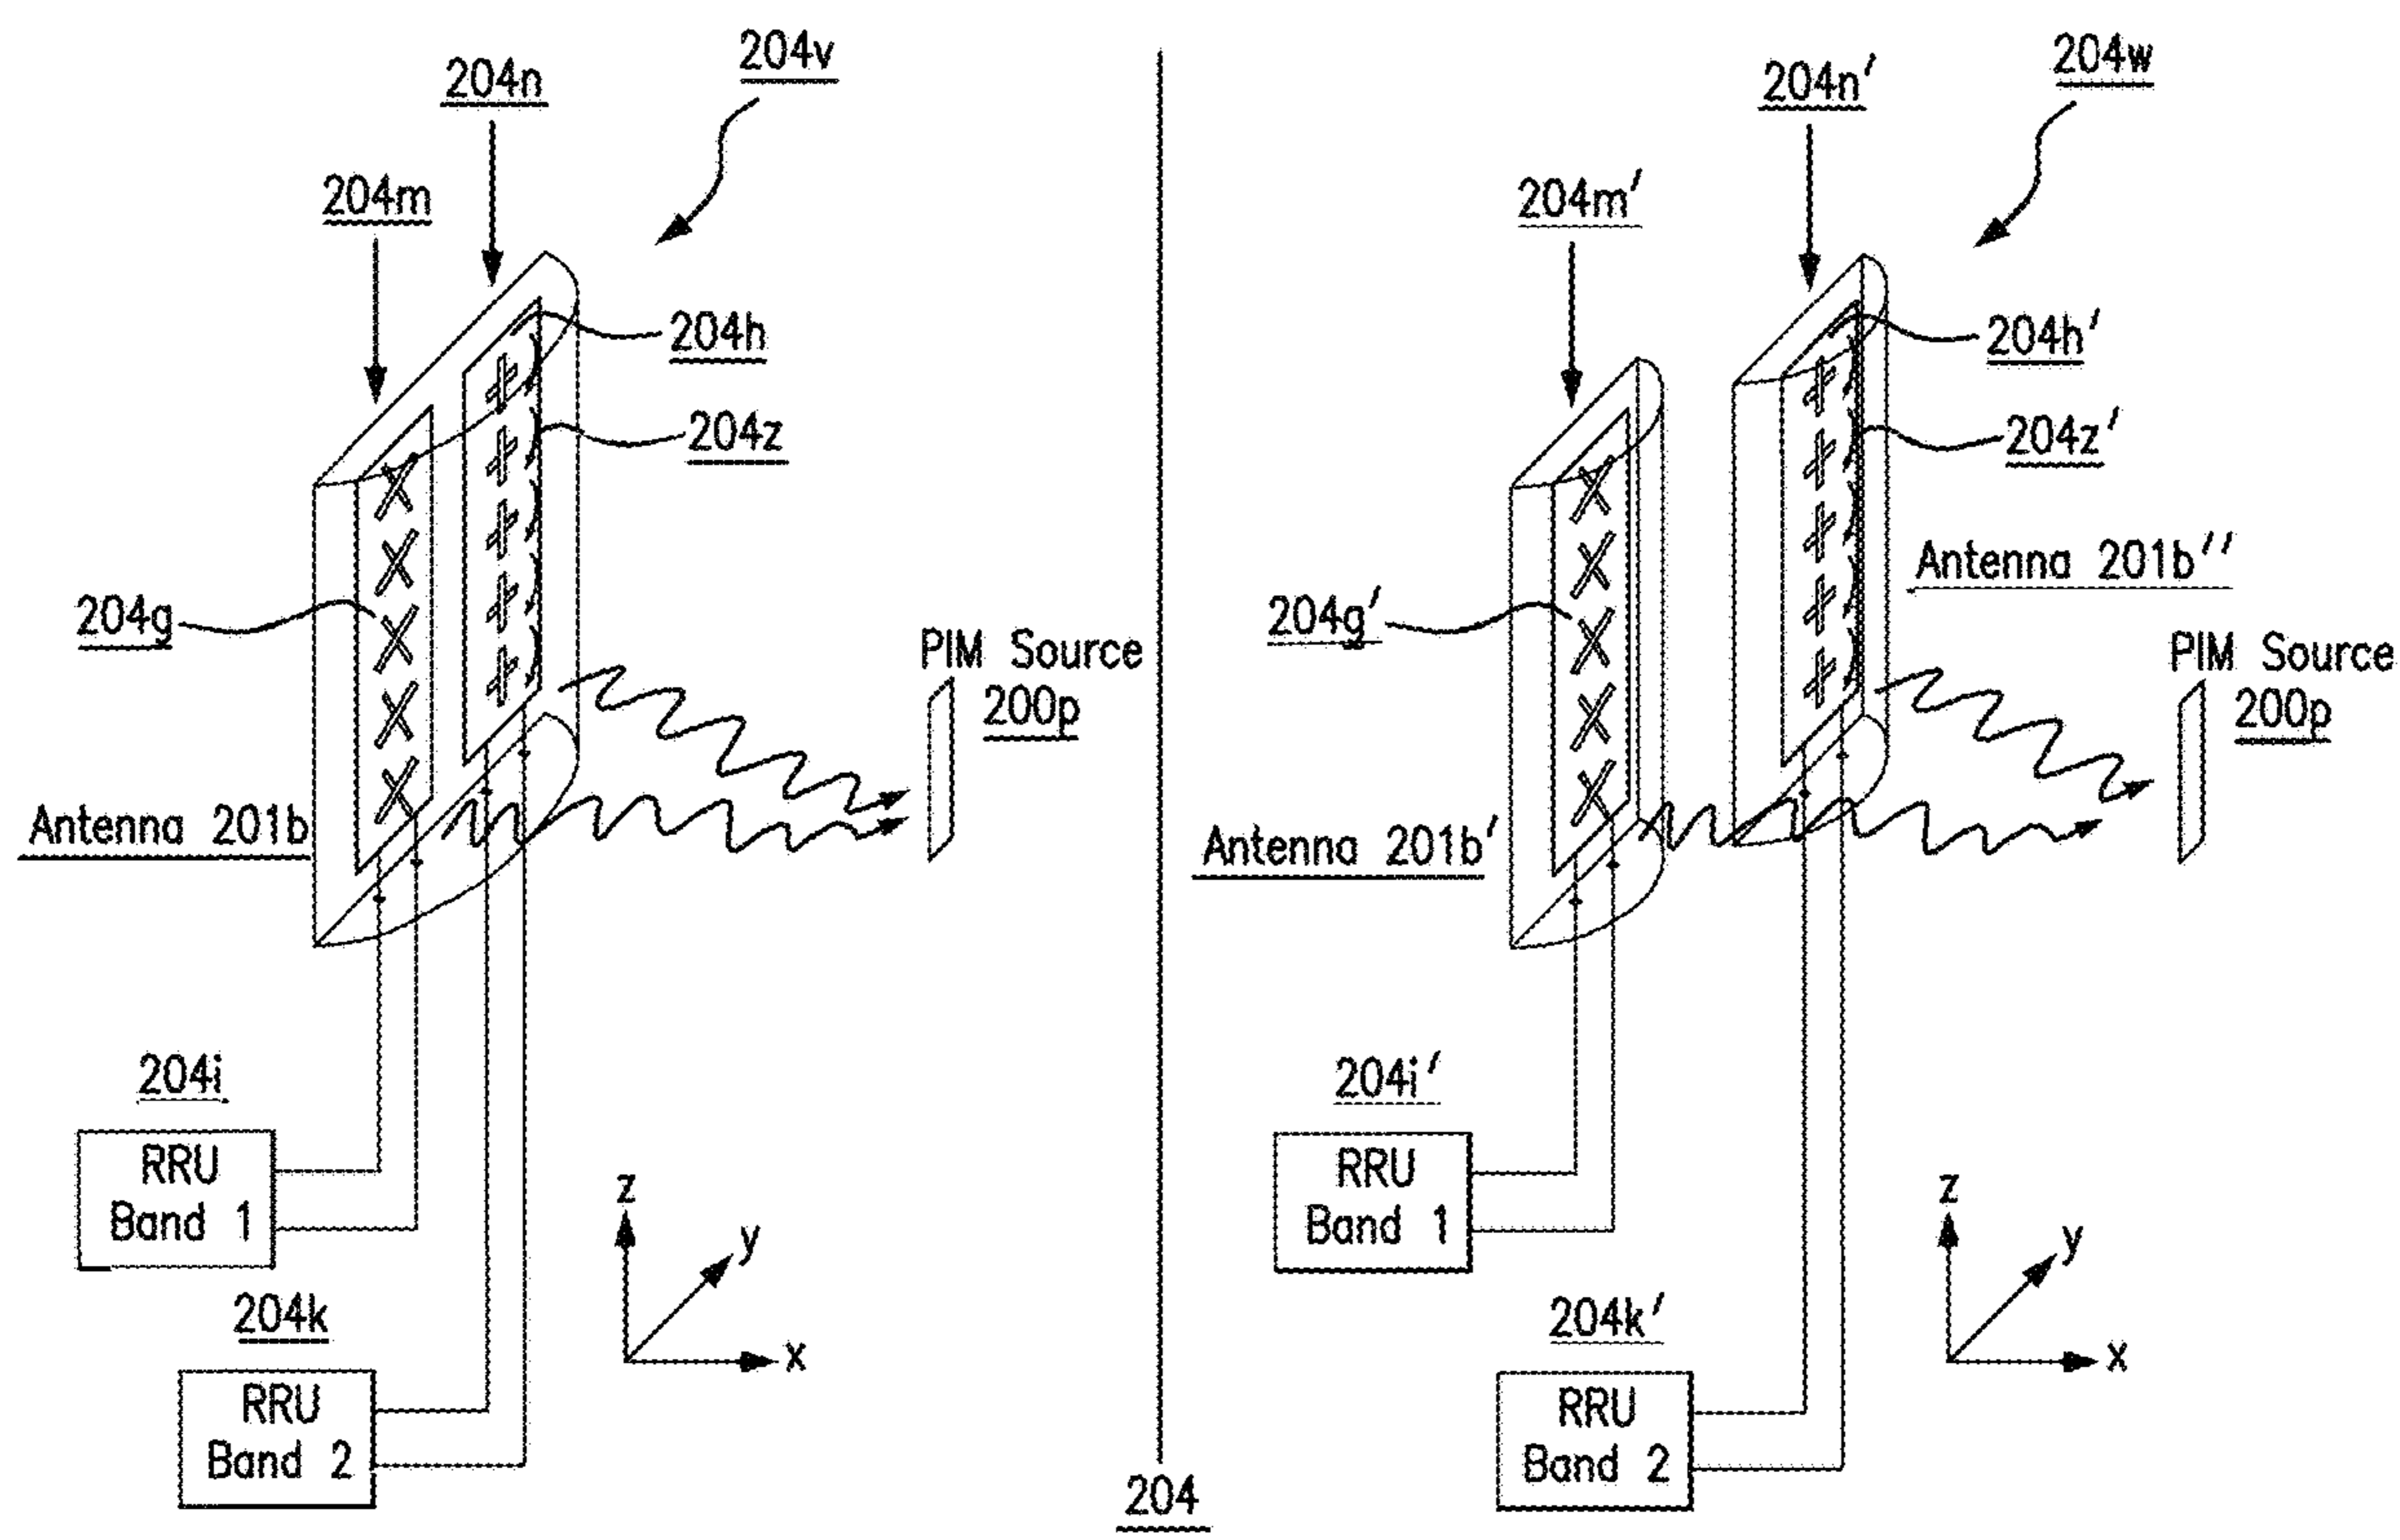 204v
204n
204m
204h
204z
204g
PIM Source
200p
Antenna 201b
204i
RRU
Band 1
204k
RRU
Band 2
z
y
x
204w
204n′
204m′
204h′
204z′
Antenna 201b′′
204g′
PIM Source
200p
Antenna 201b′
204i′
RRU
Band 1
204k′
RRU
Band 2
z
y
x
204